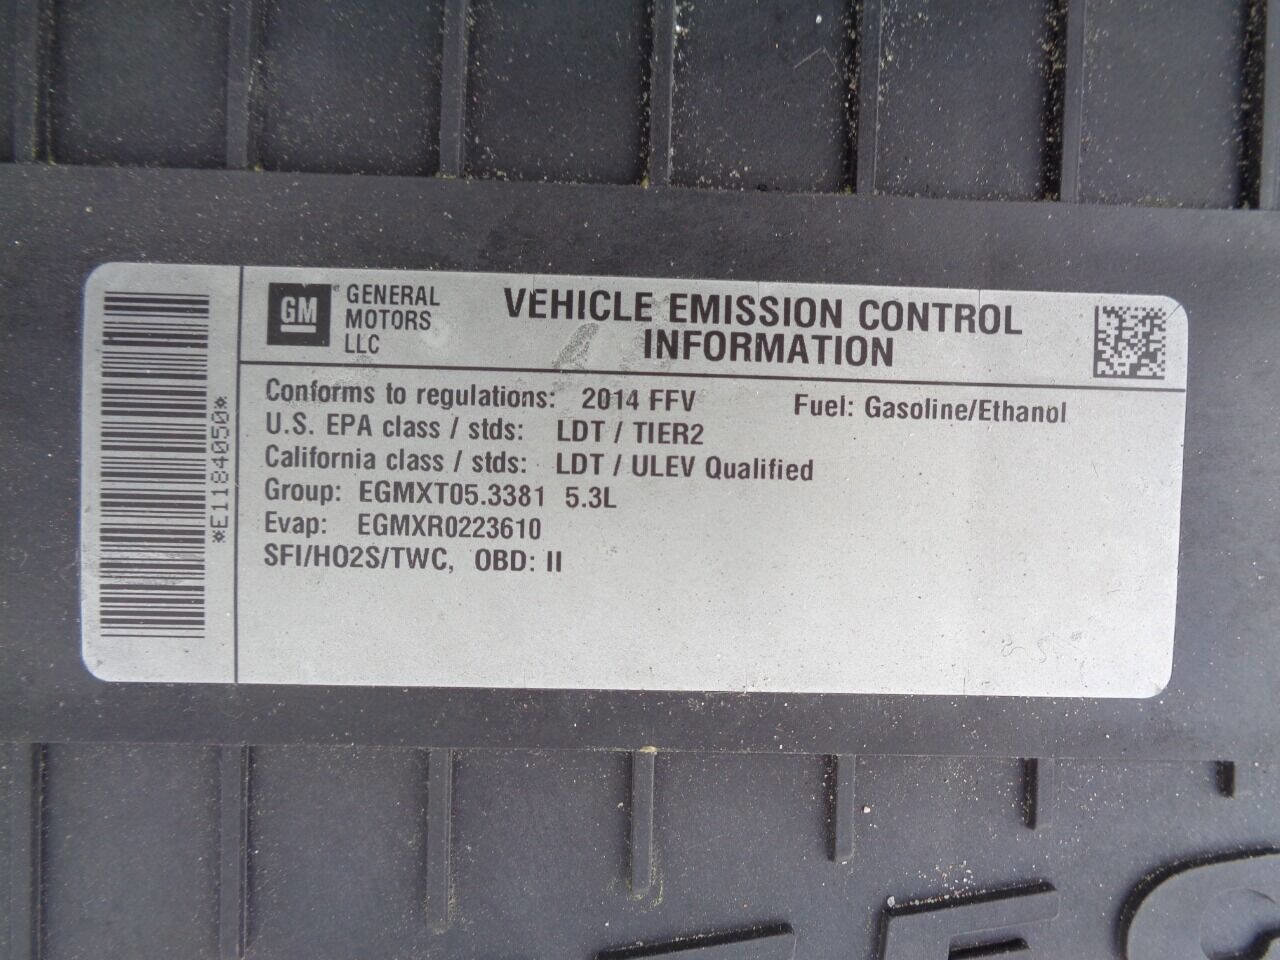 GM
GENERAL
MOTORS
LLC
VEHICLE EMISSION CONTROL
INFORMATION
Conforms to regulations: 2014 FFV Fuel: Gasoline/Ethanol
U.S. EPA class / stds: LDT / TIER2
California class / stds: LDT / ULEV Qualified
Group: EGMXT05.3381 5.3L
Evap: EGMXR0223610
SFI/HO2S/TWC, OBD: II
*E1184050*